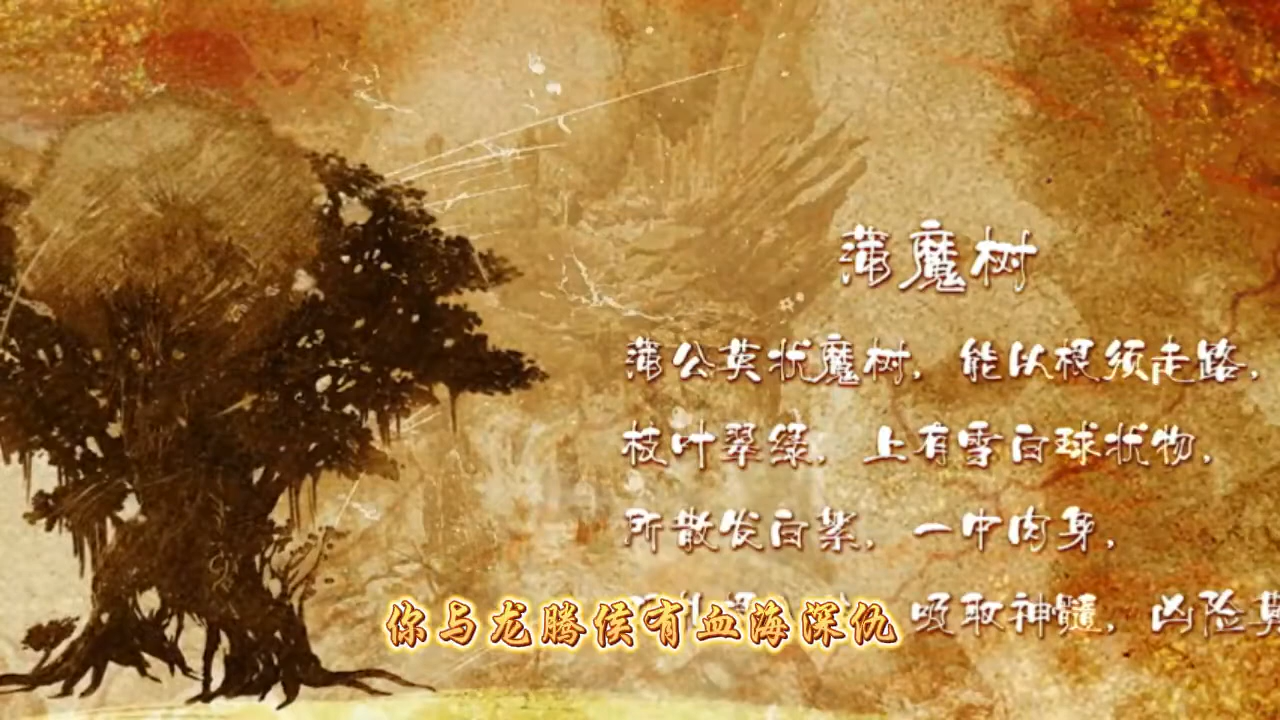 蒲魔树
蒲公英状魔树，能以根须走路，
枝叶翠绿，上有雪白球状物，
所散发白絮，一中肉身，
吸取神髓，凶险
你与龙腾侯有血海深仇